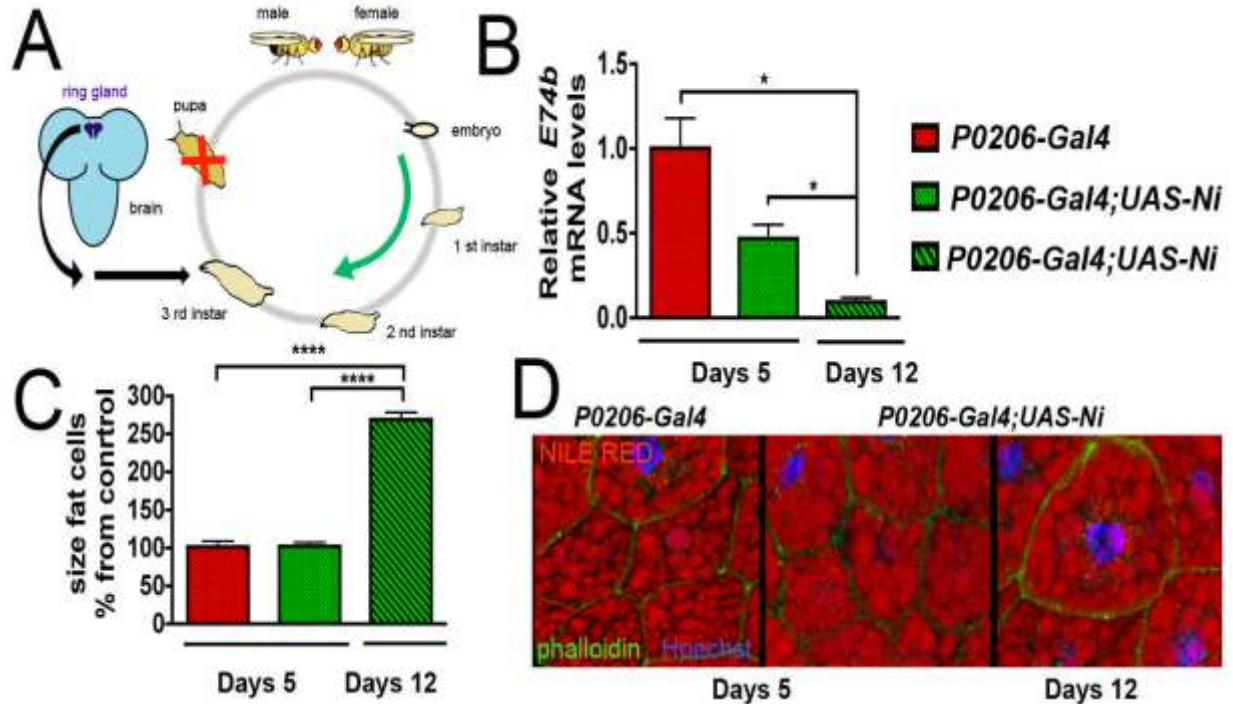 A
male
female
ring gland
pupa
embryo
brain
1 st instar
3 rd instar
2 nd instar
B
Relative E74b
mRNA levels
1.5
1.0
0.5
0.0
*
*
Days 5
Days 12
P0206-Gal4
P0206-Gal4;UAS-Ni
P0206-Gal4;UAS-Ni
C
size fat cells
% from conrtrol
300
250
200
150
100
50
0
****
****
Days 5
Days 12
D
P0206-Gal4
P0206-Gal4;UAS-Ni
NILE RED
phalloidin
Hoechst
Days 5
Days 12